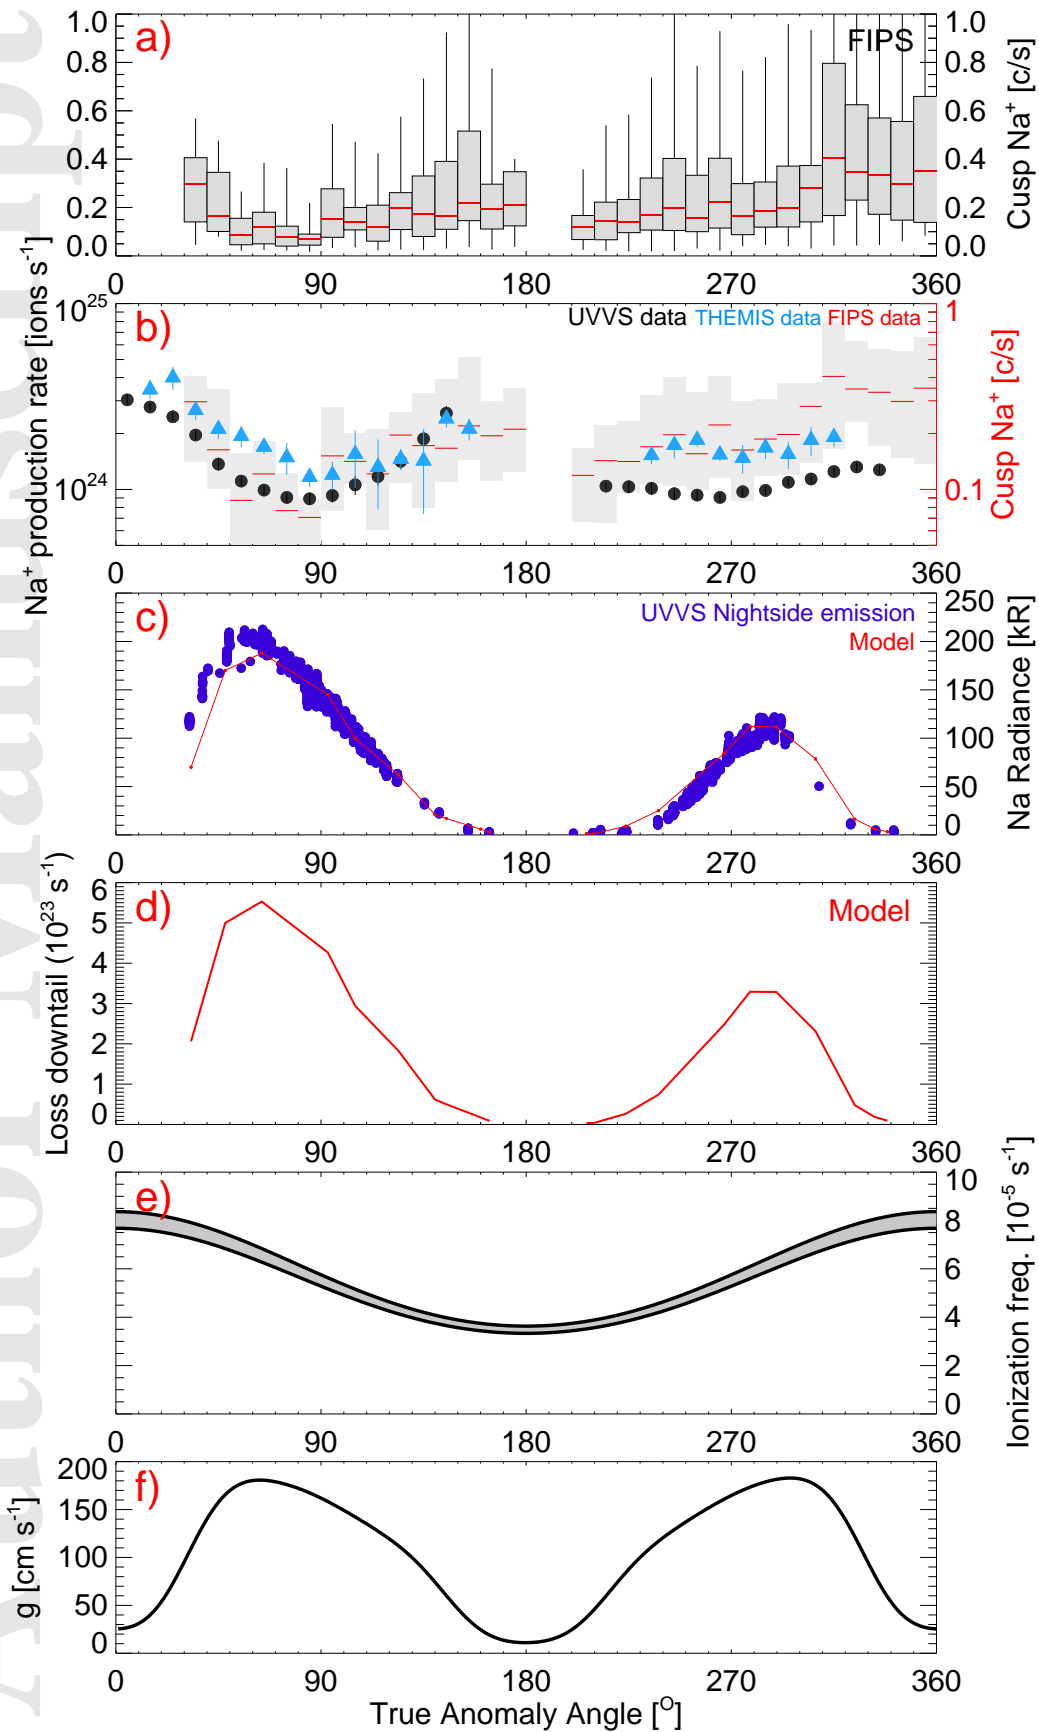 a)
FIPS
1.0
0.8
0.6
0.4
0.2
0.0
1.0
0.8
0.6
0.4
0.2
0.0
Cusp Na⁺ [c/s]
0 90 180 270 360
b)
UVVS data THEMIS data FIPS data
Na⁺ production rate [ions s⁻¹]
10²⁵
10²⁴
1
0.1
Cusp Na⁺ [c/s]
0 90 180 270 360
c)
UVVS Nightside emission
Model
250
200
150
100
50
0
Na Radiance [kR]
0 90 180 270 360
d)
Model
Loss downtail (10²³ s⁻¹)
6
5
4
3
2
1
0
0 90 180 270 360
e)
10
8
6
4
2
0
Ionization freq. [10⁻⁵ s⁻¹]
0 90 180 270 360
f)
g [cm s⁻¹]
200
150
100
50
0
0 90 180 270 360
True Anomaly Angle [ᴼ]
Author Manuscript